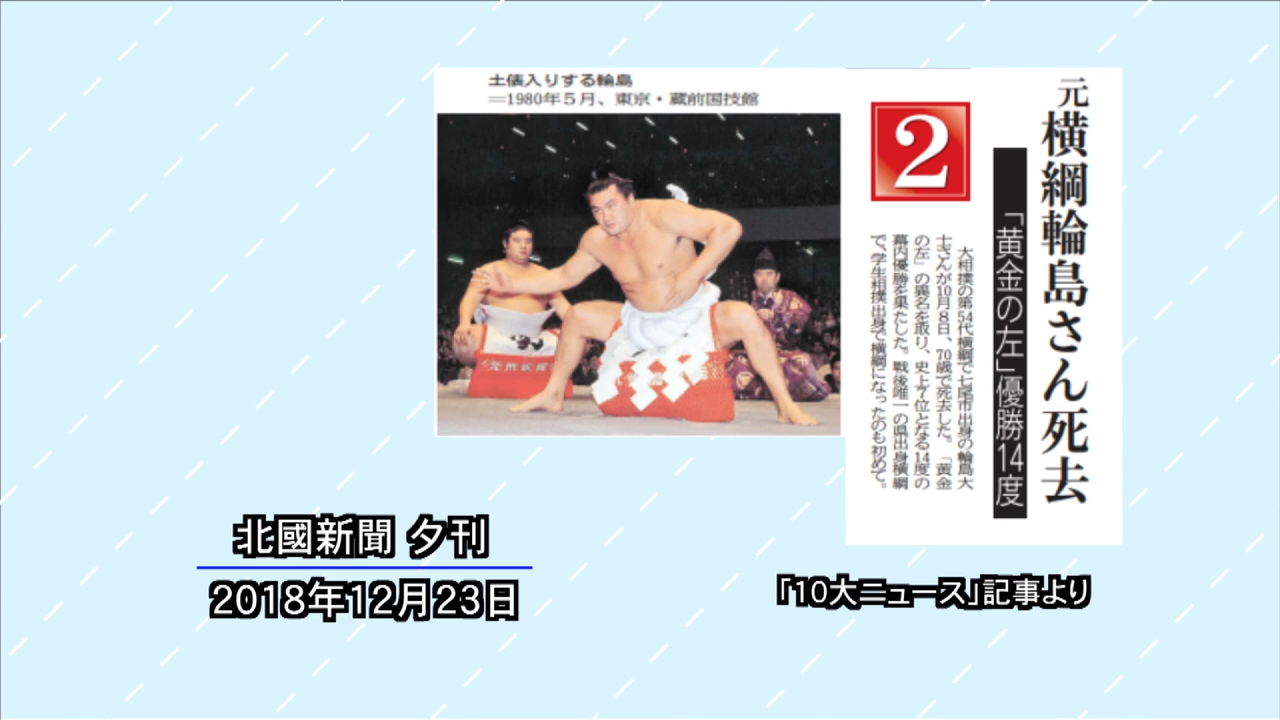 土俵入りする輪島
＝1980年５月、東京・蔵前国技館
2
元横綱輪島さん死去
「黄金の左」優勝14度
大相撲の第54代横綱で七尾市出身の輪島大
士さんが10月８日、70歳で死去した。「黄金
の左」の異名を取り、史上７位となる14度の
幕内優勝を果たした。戦後唯一の県出身横綱
で、学生相撲出身で横綱になったのも初めて。
北國新聞 夕刊
2018年12月23日
「10大ニュース」記事より